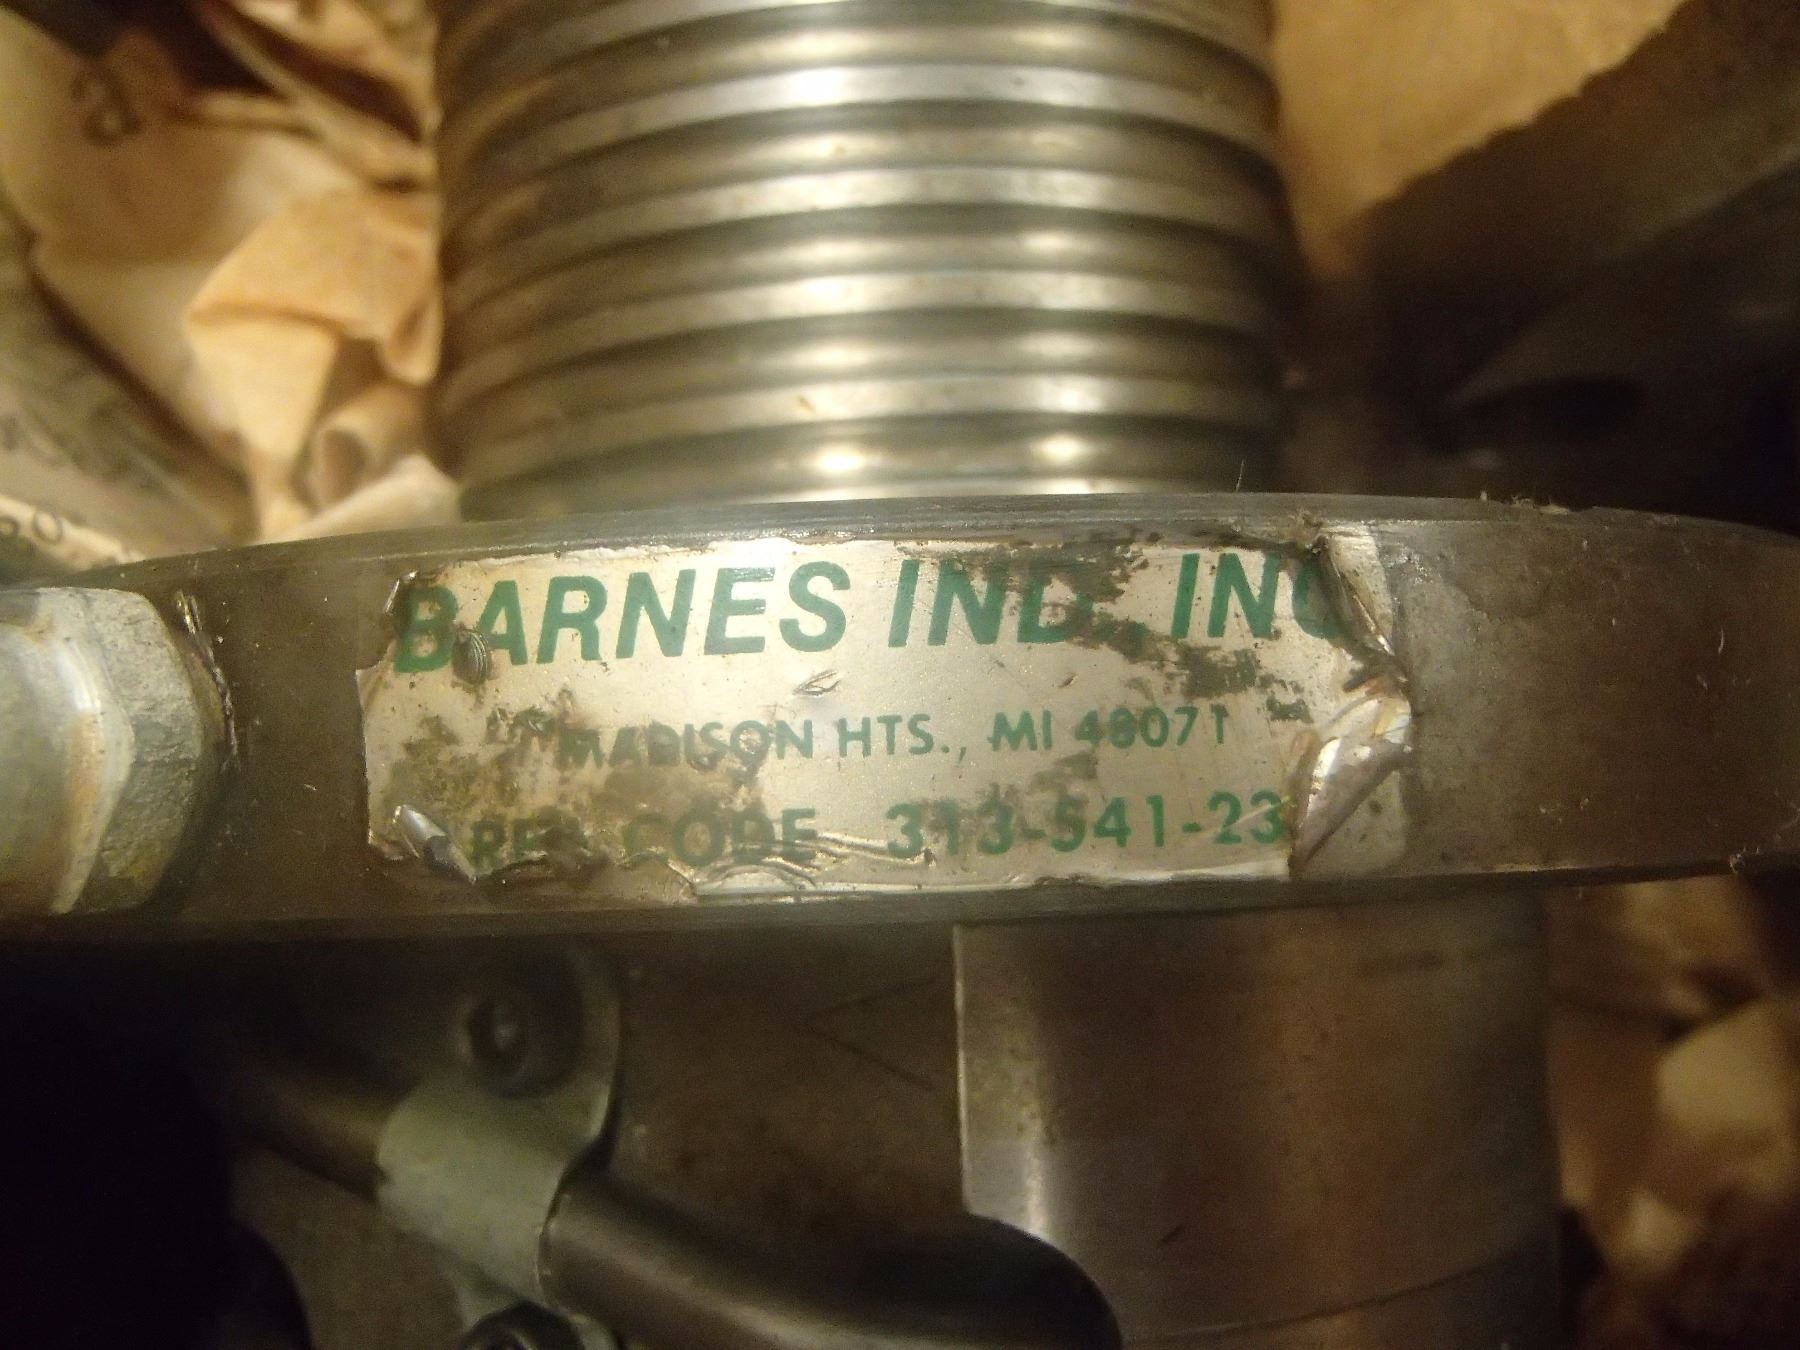 BARNES IND., INC
MADISON HTS., MI 48071
CODE 313-541-23